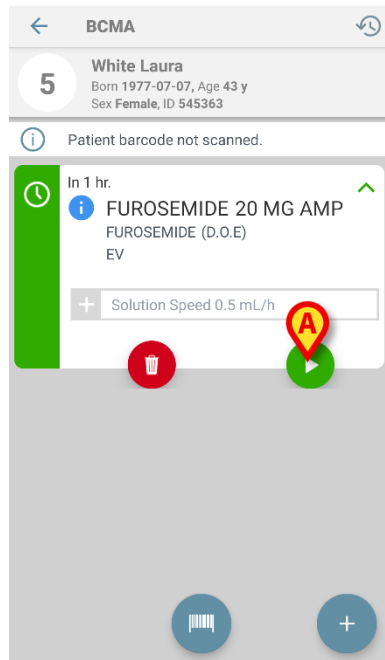 BCMA
5
White Laura
Born 1977-07-07, Age 43 y
Sex Female, ID 545363
i
Patient barcode not scanned.
In 1 hr.
i
FUROSEMIDE 20 MG AMP
FUROSEMIDE (D.O.E)
EV
+ Solution Speed 0.5 mL/h
A
+